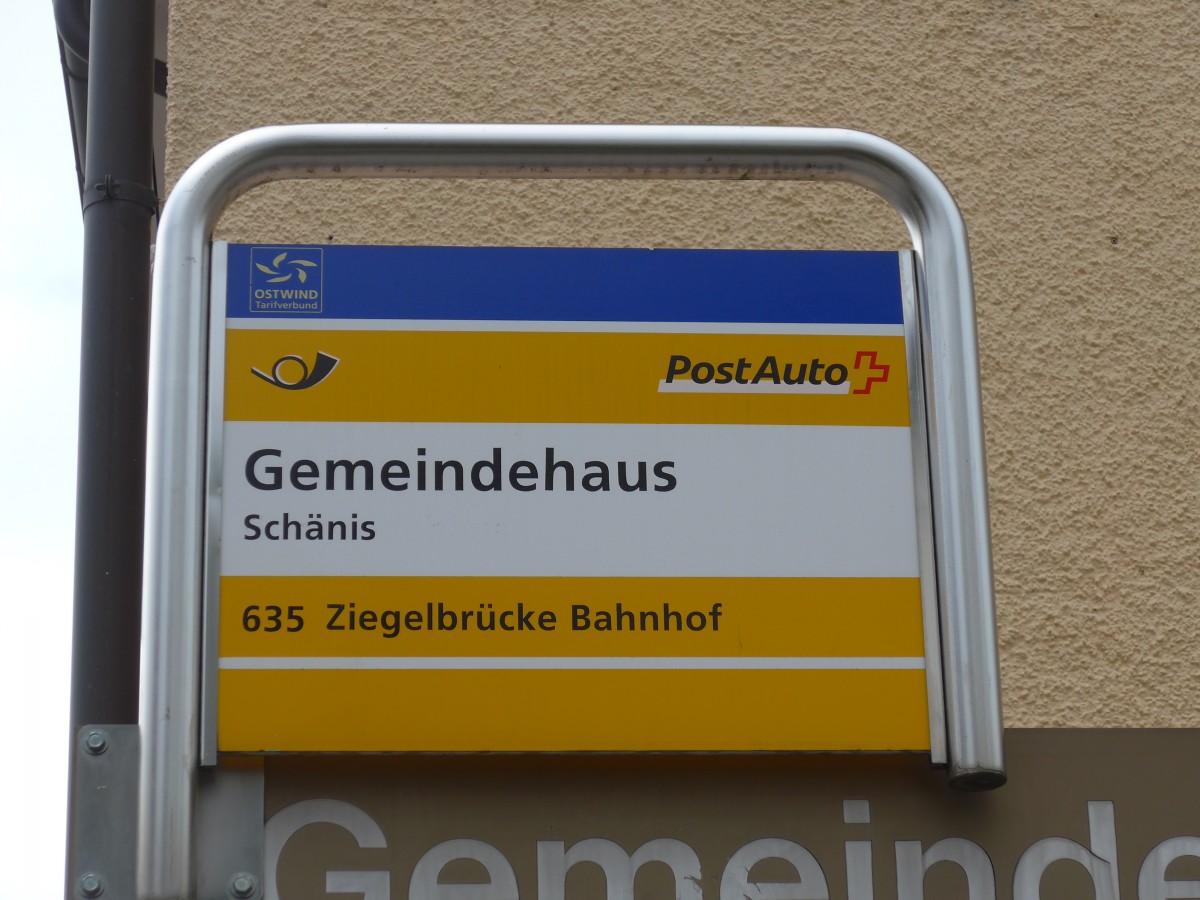 OSTWIND
Tarifverbund
PostAuto
Gemeindehaus
Schänis
635 Ziegelbrücke Bahnhof
Gemeinde